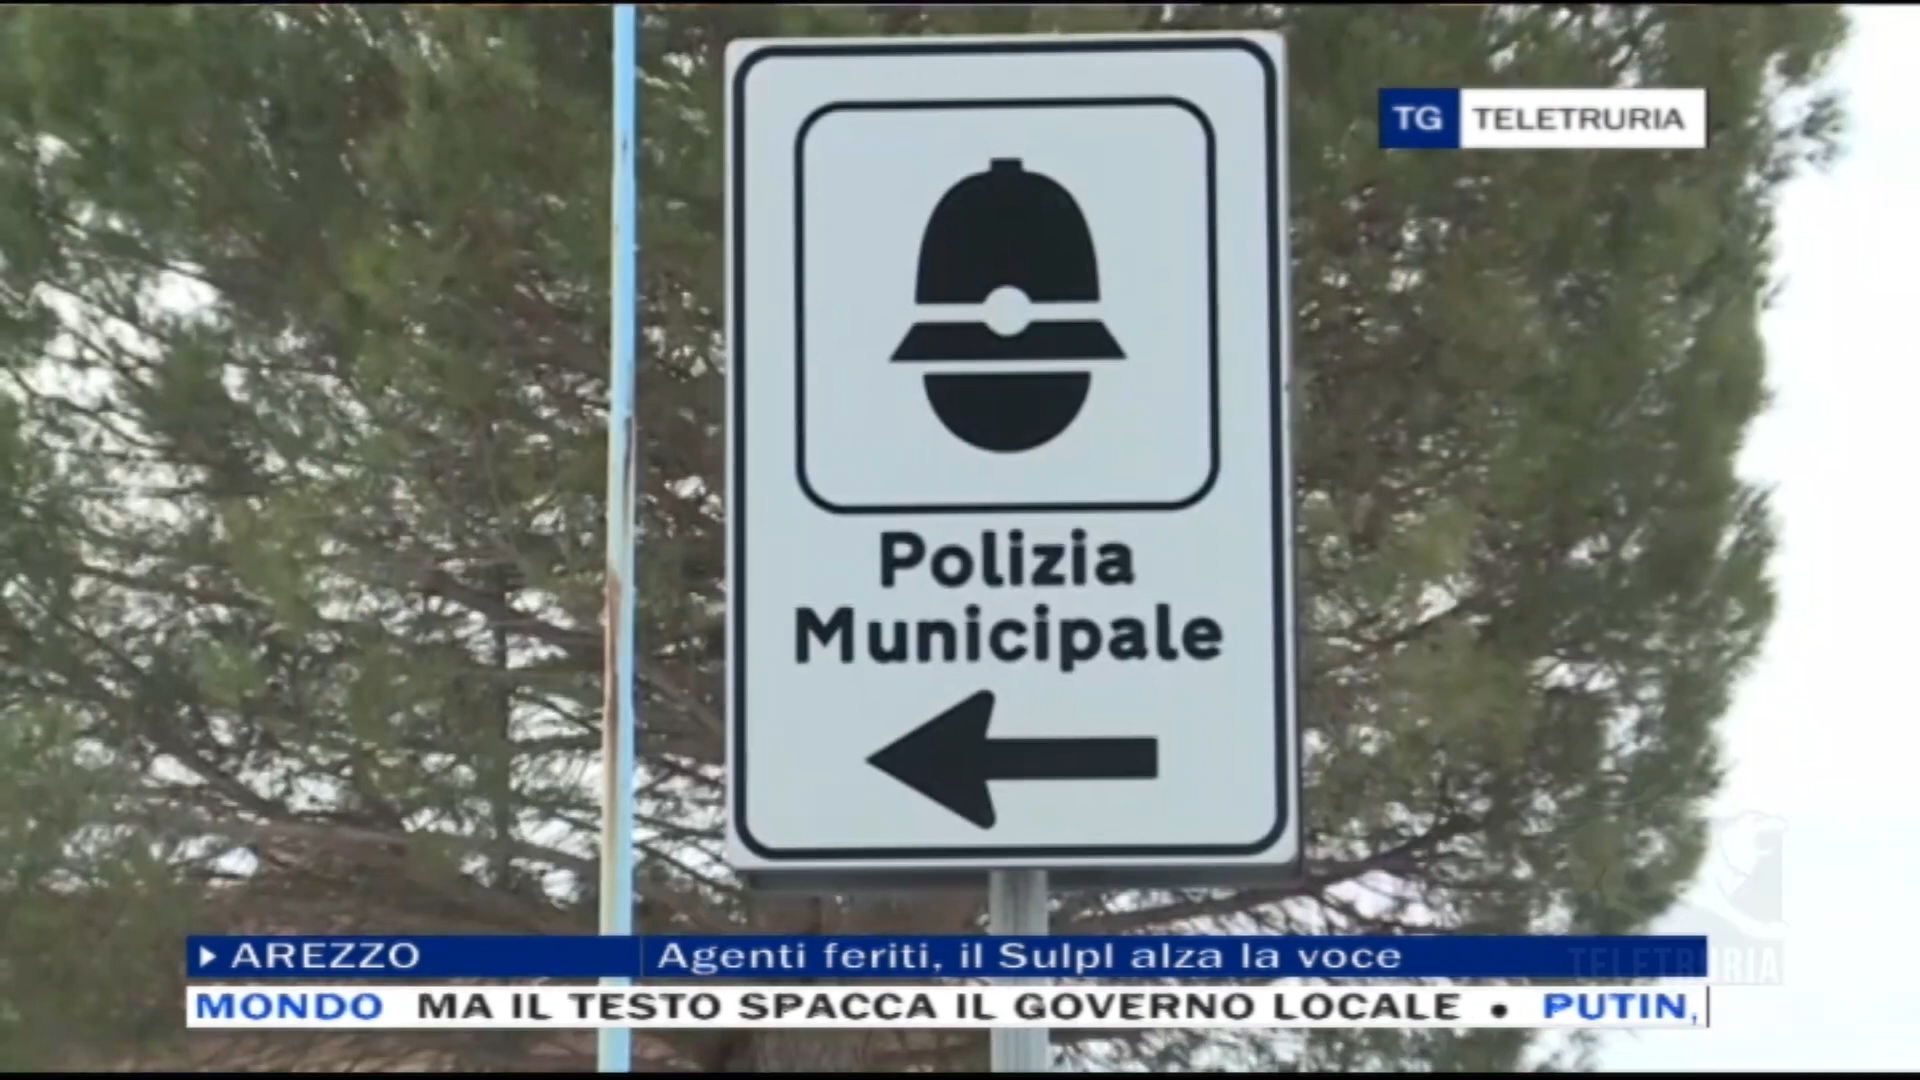 TG TELETRURIA
Polizia
Municipale
AREZZO Agenti feriti, il Sulpl alza la voce
TELETRURIA
MONDO MA IL TESTO SPACCA IL GOVERNO LOCALE • PUTIN,